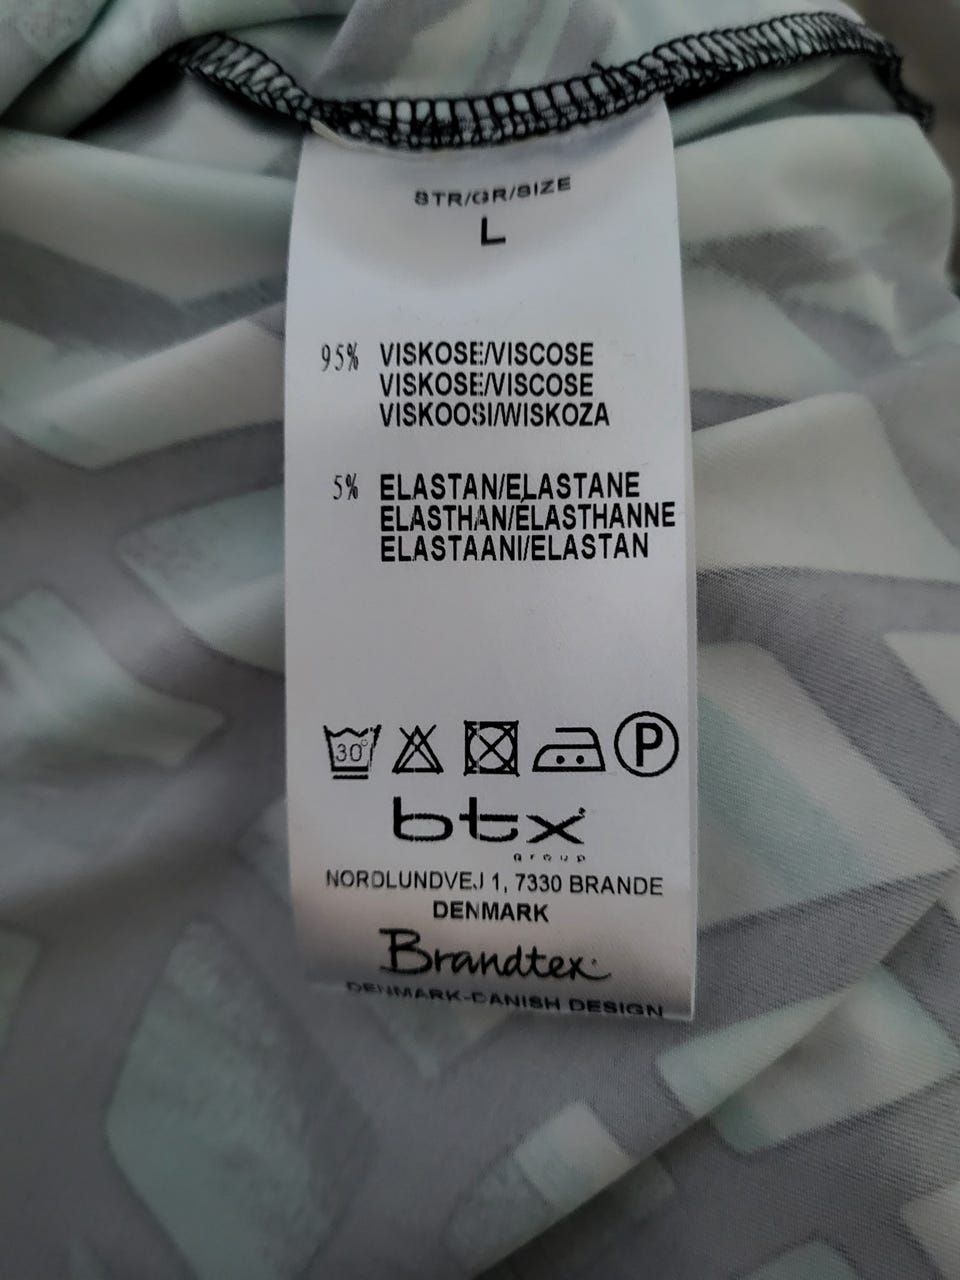 STR/GR/SIZE
L
95% VISKOSE/VISCOSE
VISKOSE/VISCOSE
VISKOOSI/WISKOZA
5% ELASTAN/ELASTANE
ELASTHAN/ÉLASTHANNE
ELASTAANI/ELASTAN
30° P
btx
group
NORDLUNDVEJ 1, 7330 BRANDE
DENMARK
Brandtex
DENMARK-DANISH DESIGN